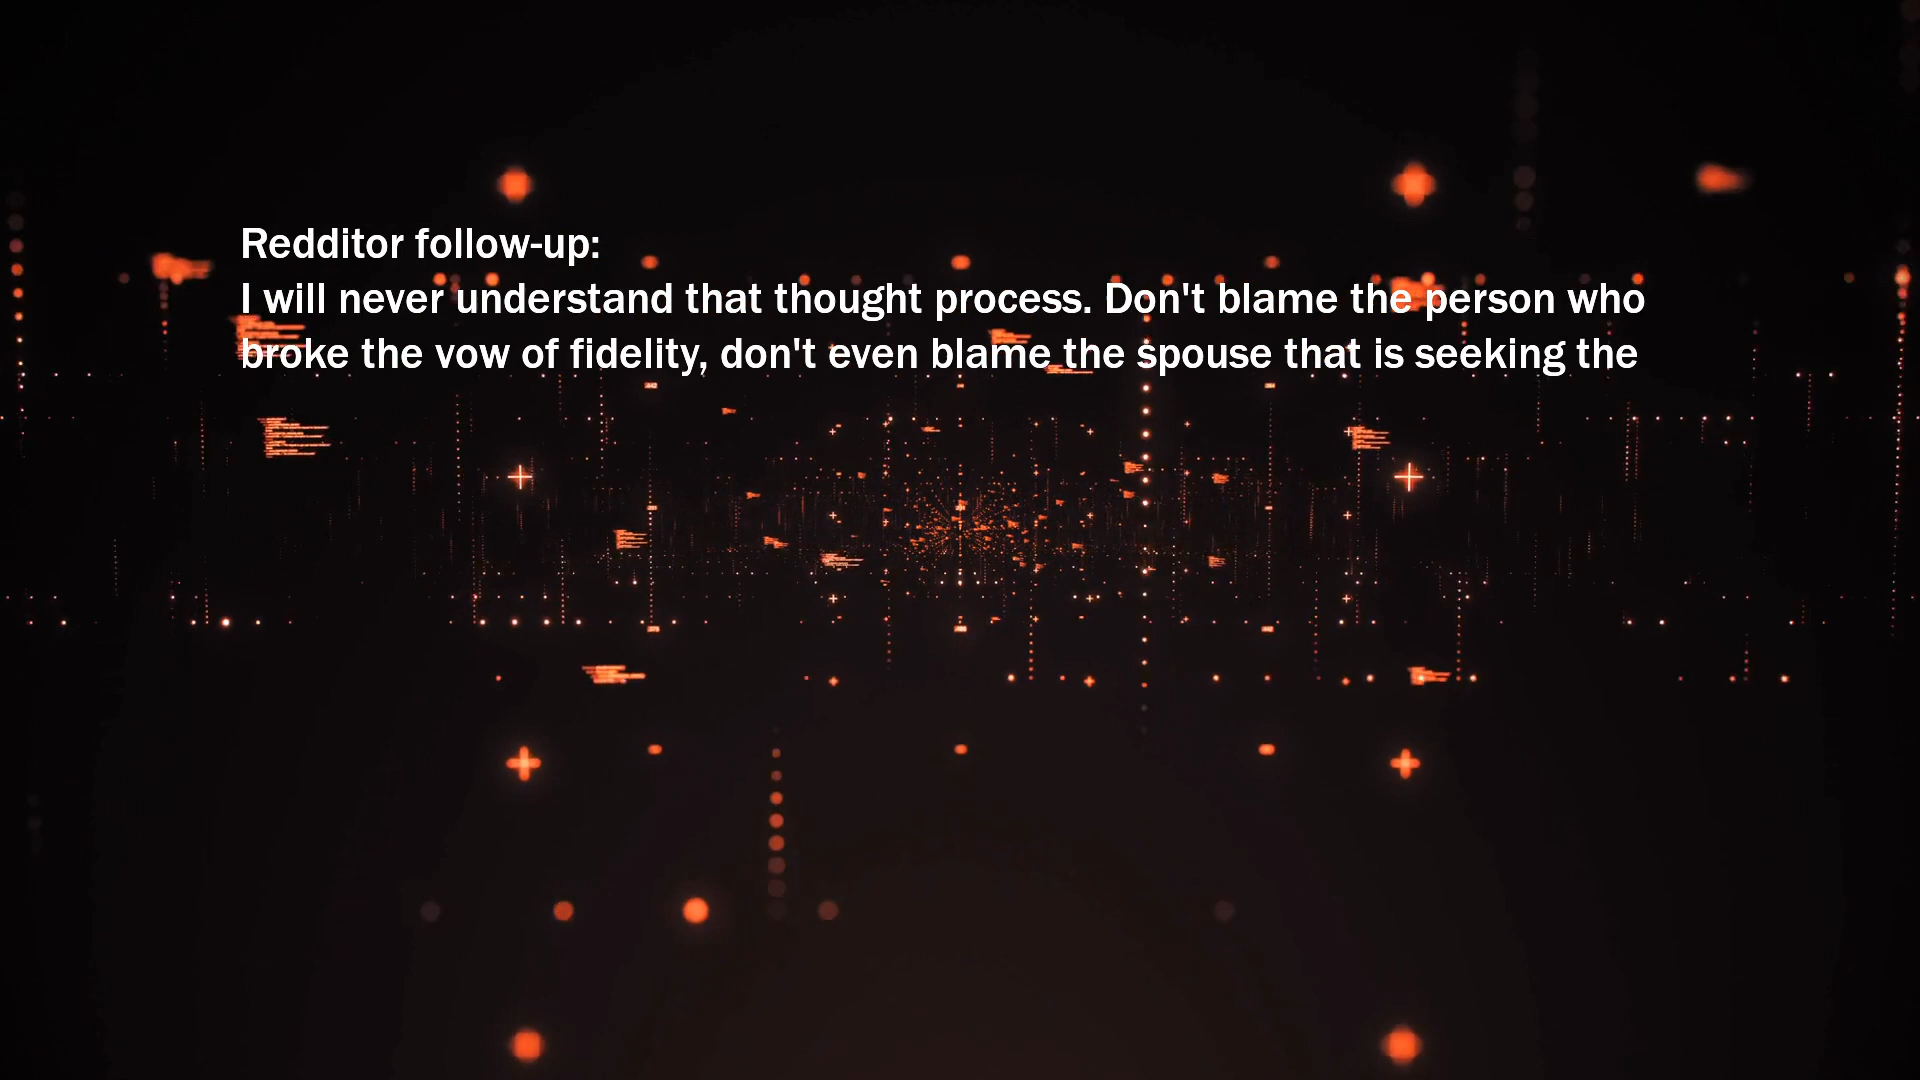 Redditor follow-up:
I will never understand that thought process. Don't blame the person who
broke the vow of fidelity, don't even blame the spouse that is seeking the